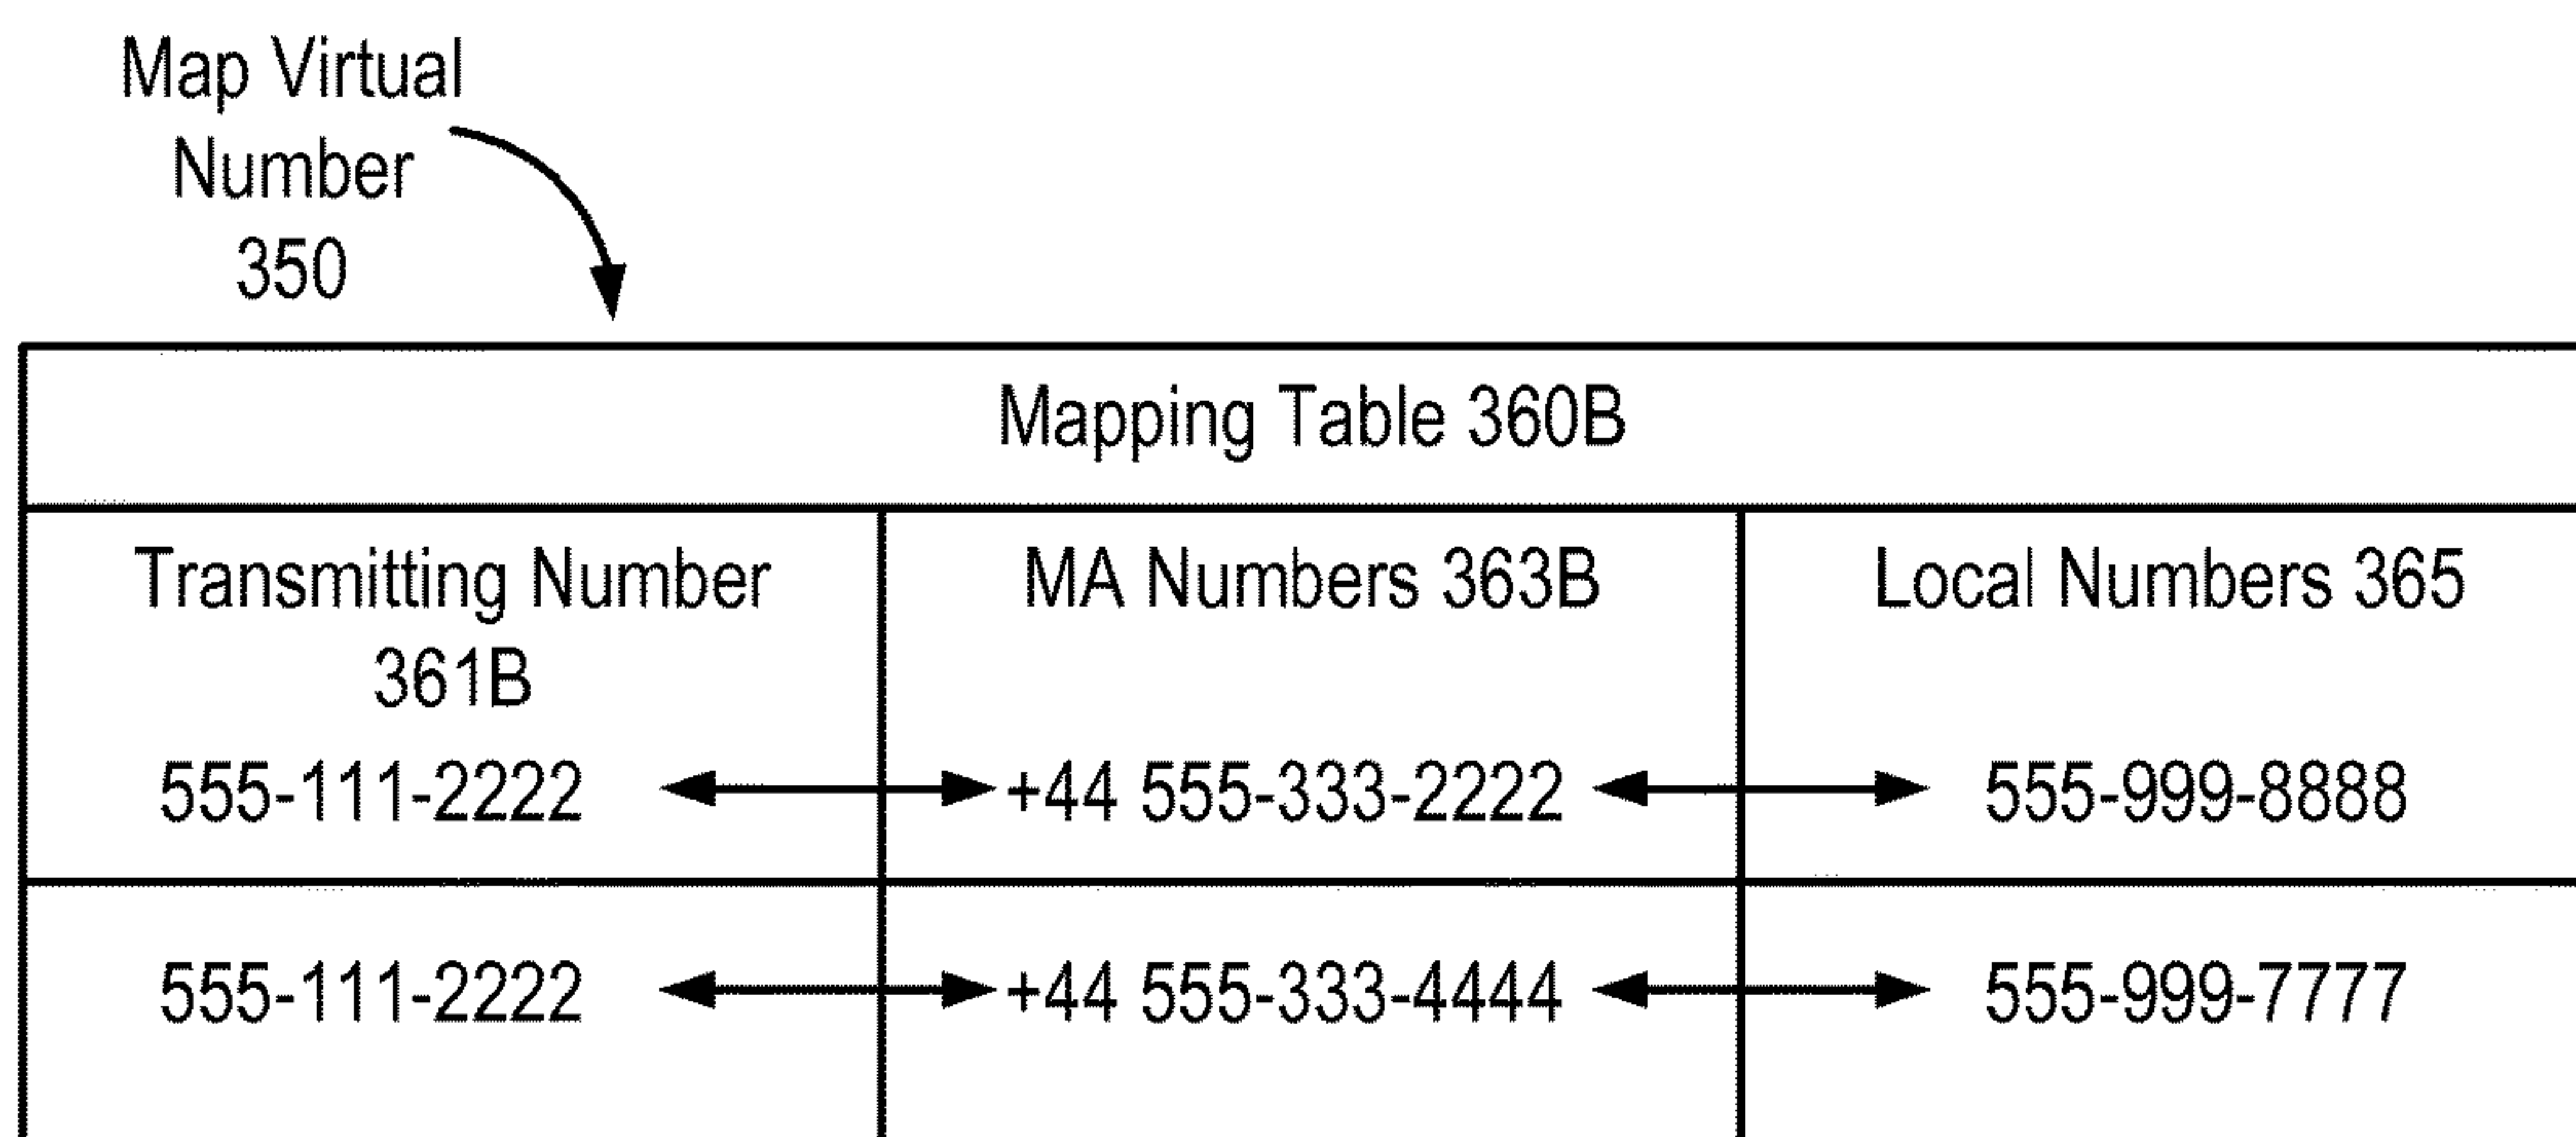 Map Virtual
Number
350
Mapping Table 360B
Transmitting Number
361B
MA Numbers 363B
Local Numbers 365
555-111-2222
+44 555-333-2222
555-999-8888
555-111-2222
+44 555-333-4444
555-999-7777